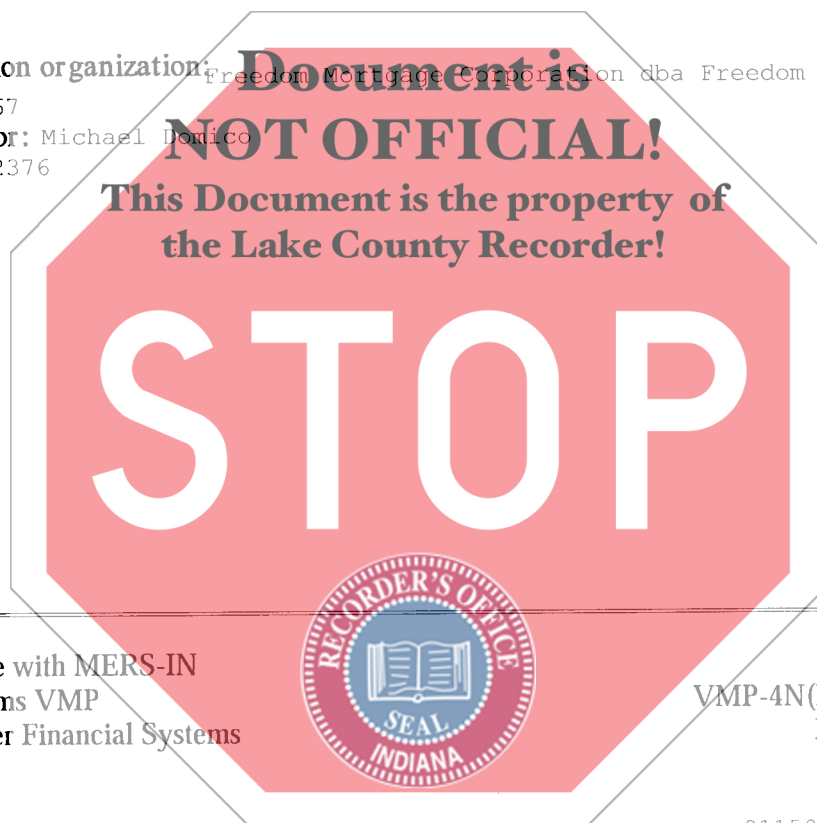 on organization: Freedom Mortgage Corporation dba Freedom
Document is
57
or: Michael Domico
NOT OFFICIAL!
2376
This Document is the property of
the Lake County Recorder!
STOP
RECORDER'S OFFICE
SEAL
INDIANA
e with MERS-IN
ms VMP
VMP-4N(
er Financial Systems